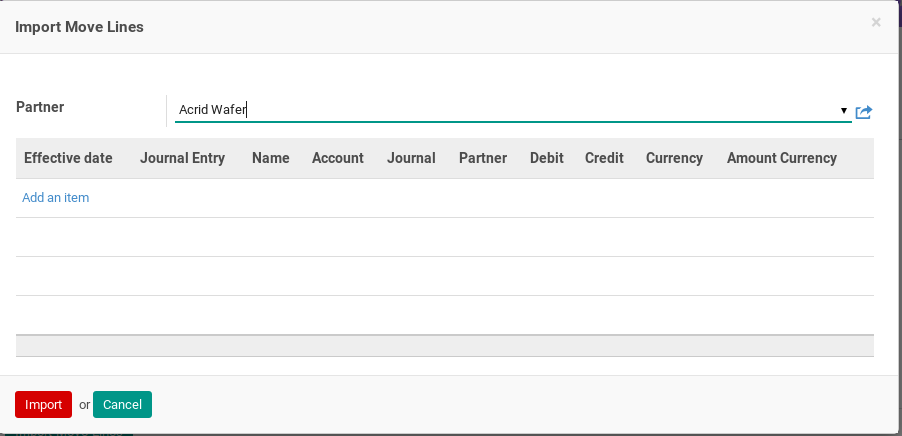 Import Move Lines ×
Partner Acrid Wafer
Effective date Journal Entry Name Account Journal Partner Debit Credit Currency Amount Currency
Add an item
Import or Cancel